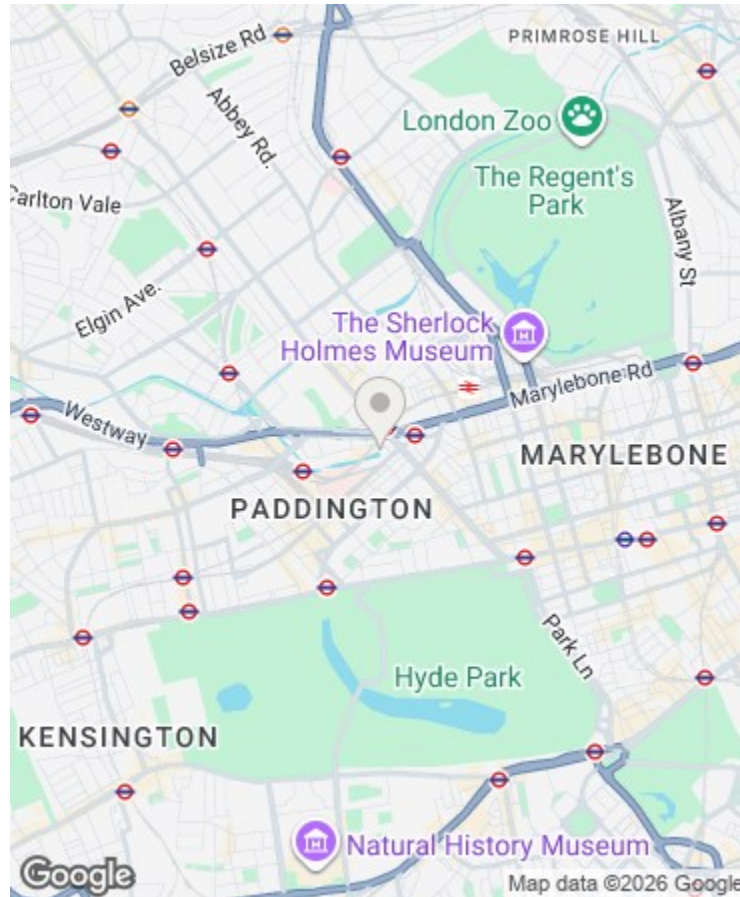 PRIMROSE HILL
Belsize Rd
Abbey Rd.
London Zoo
The Regent's
Park
Carlton Vale
Albany St
Elgin Ave.
The Sherlock
Holmes Museum
Marylebone Rd
Westway
MARYLEBONE
PADDINGTON
Park Ln
Hyde Park
KENSINGTON
Natural History Museum
Google
Map data ©2026 Google